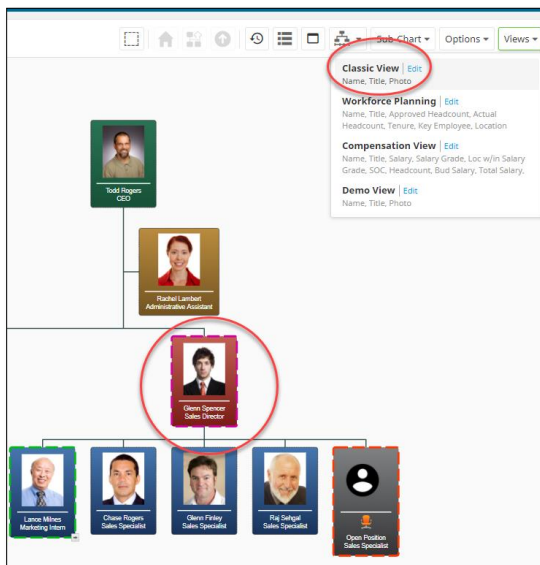 Sub-Chart Options Views
Classic View | Edit
Name, Title, Photo
Workforce Planning | Edit
Name, Title, Approved Headcount, Actual
Headcount, Tenure, Key Employee, Location
Compensation View | Edit
Name, Title, Salary, Salary Grade, Loc w/in Salary
Grade, SOC, Headcount, Bud Salary, Total Salary,
Demo View | Edit
Name, Title, Photo
Todd Rogers
CEO
Rachel Lambert
Administrative Assistant
Glenn Spencer
Sales Director
Lance Milnes
Marketing Intern
Chase Rogers
Sales Specialist
Glenn Finley
Sales Specialist
Raj Sehgal
Sales Specialist
Open Position
Sales Specialist